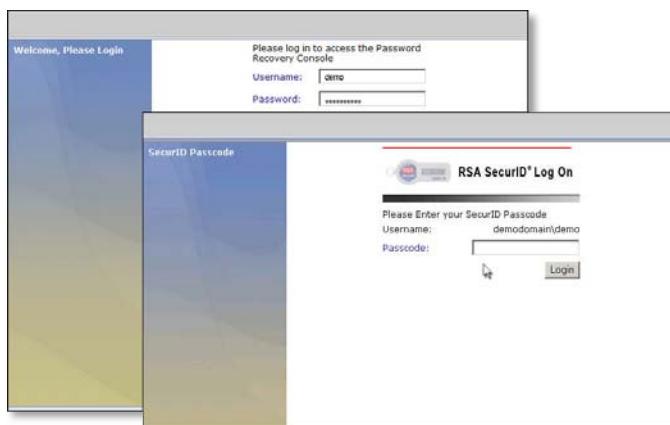 Welcome, Please Login
Please log in to access the Password
Recovery Console
Username: demo
Password: **********
SecurID Passcode
RSA SecurID® Log On
Please Enter your SecurID Passcode
Username: demodomain\demo
Passcode:
Login